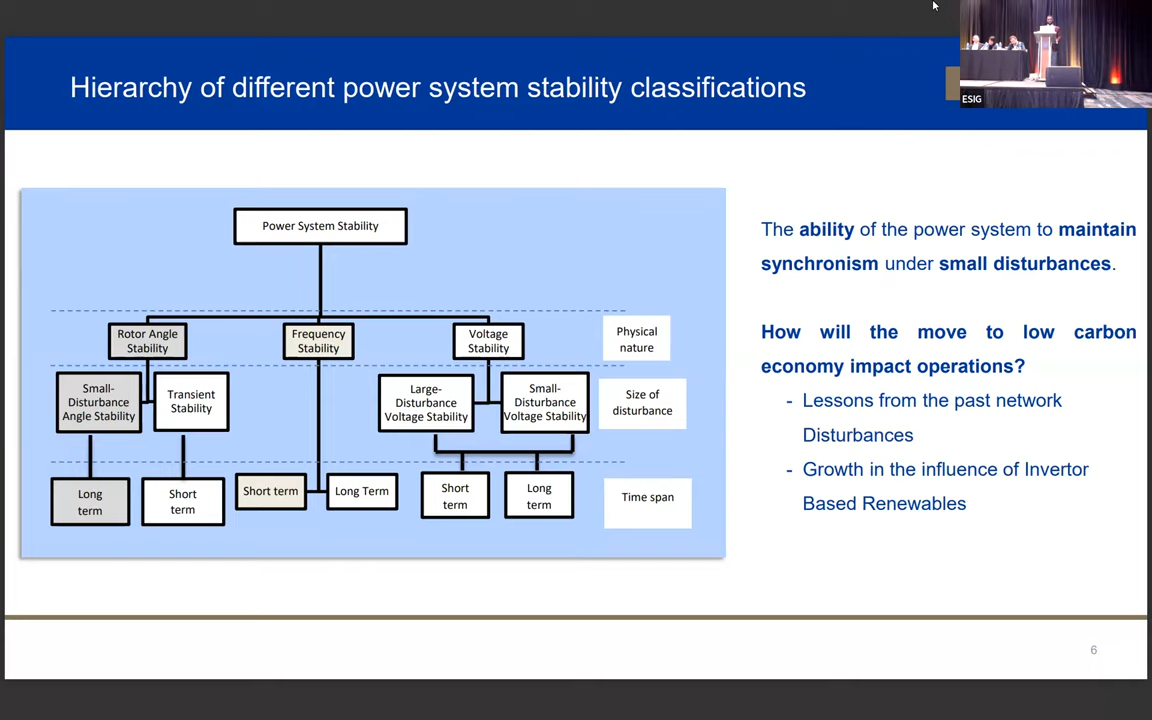 Hierarchy of different power system stability classifications
ESIG
Power System Stability
Rotor Angle
Stability
Frequency
Stability
Voltage
Stability
Physical
nature
Small-
Disturbance
Angle Stability
Transient
Stability
Large-
Disturbance
Voltage Stability
Small-
Disturbance
Voltage Stability
Size of
disturbance
Long
term
Short
term
Short term
Long Term
Short
term
Long
term
Time span
The ability of the power system to maintain
synchronism under small disturbances.
How will the move to low carbon
economy impact operations?
- Lessons from the past network
Disturbances
- Growth in the influence of Invertor
Based Renewables
6